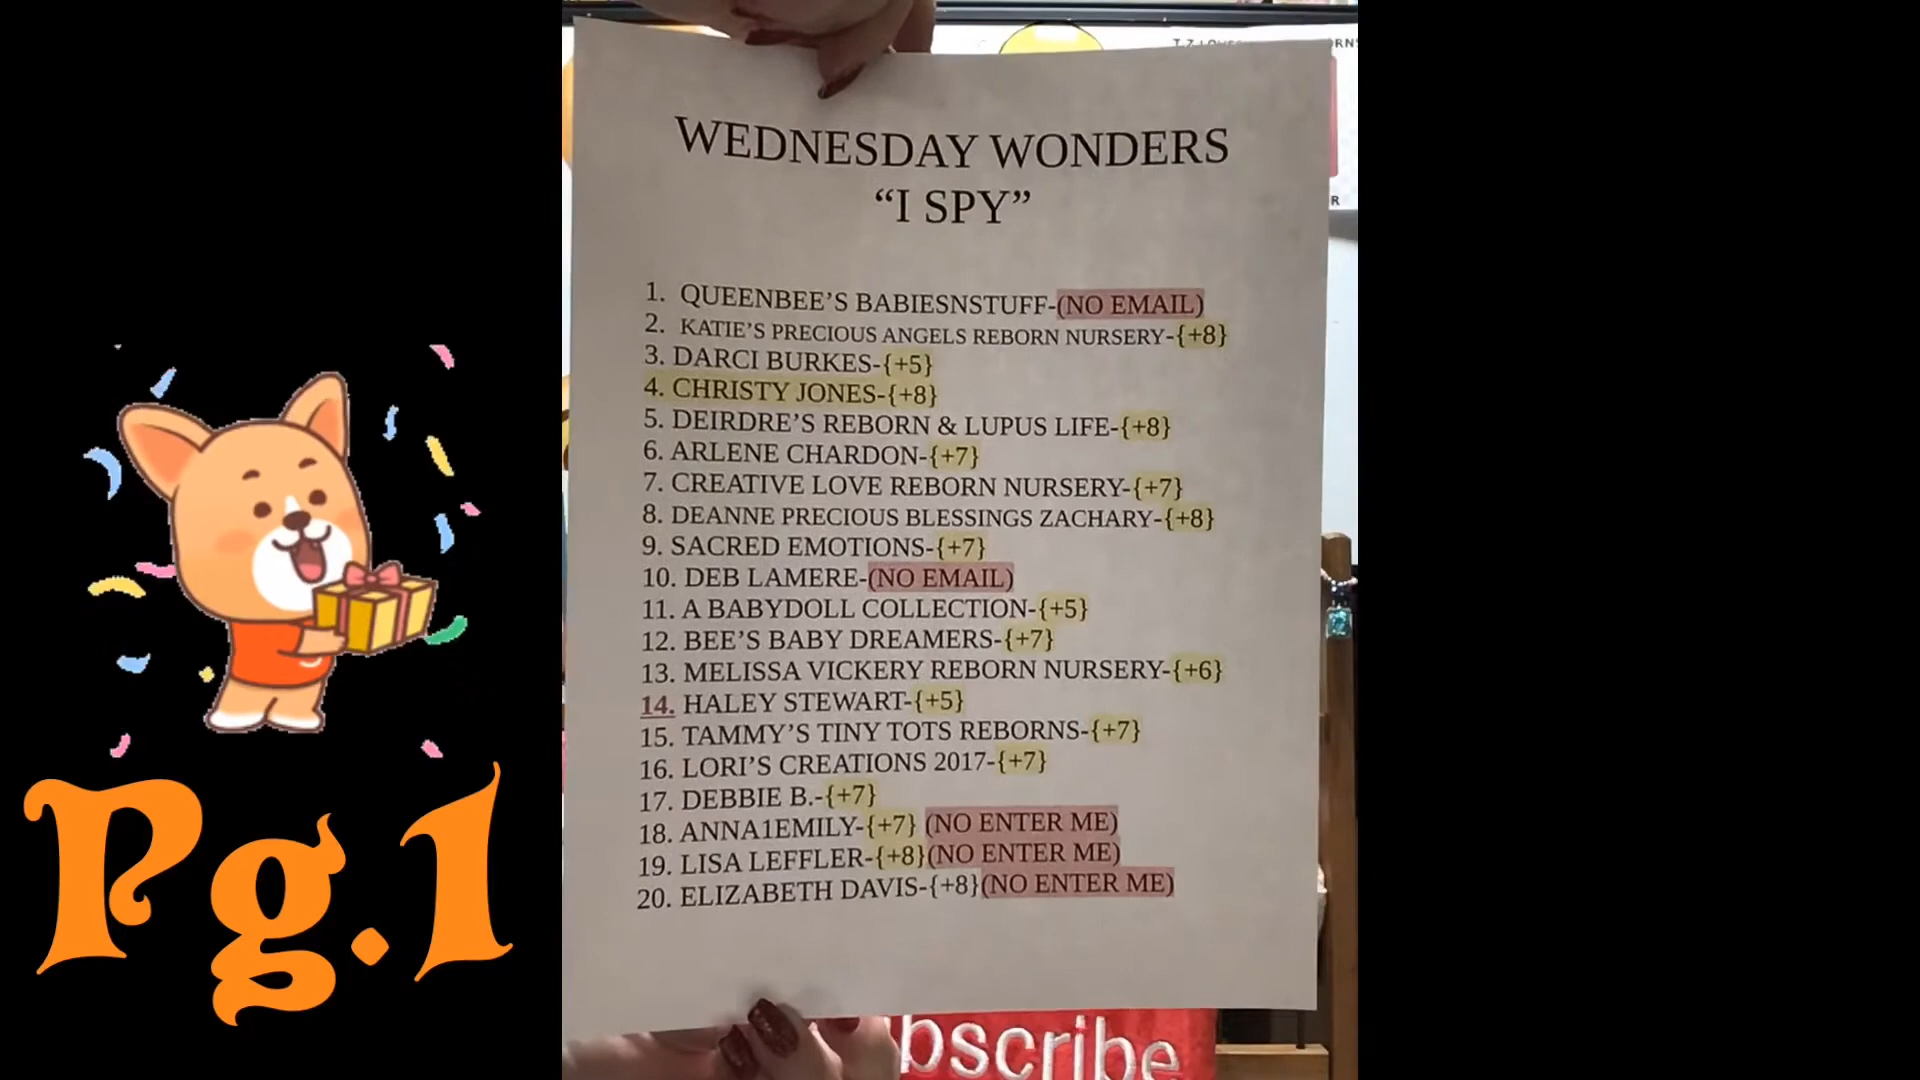 WEDNESDAY WONDERS
“I SPY”
1. QUEENBEE’S BABIESNSTUFF-(NO EMAIL)
2. KATIE’S PRECIOUS ANGELS REBORN NURSERY-{+8}
3. DARCI BURKES-{+5}
4. CHRISTY JONES-{+8}
5. DEIRDRE’S REBORN & LUPUS LIFE-{+8}
6. ARLENE CHARDON-{+7}
7. CREATIVE LOVE REBORN NURSERY-{+7}
8. DEANNE PRECIOUS BLESSINGS ZACHARY-{+8}
9. SACRED EMOTIONS-{+7}
10. DEB LAMERE-(NO EMAIL)
11. A BABYDOLL COLLECTION-{+5}
12. BEE’S BABY DREAMERS-{+7}
13. MELISSA VICKERY REBORN NURSERY-{+6}
14. HALEY STEWART-{+5}
15. TAMMY’S TINY TOTS REBORNS-{+7}
16. LORI’S CREATIONS 2017-{+7}
17. DEBBIE B.-{+7}
18. ANNA1EMILY-{+7} (NO ENTER ME)
19. LISA LEFFLER-{+8}(NO ENTER ME)
20. ELIZABETH DAVIS-{+8}(NO ENTER ME)
Pg.1
bscribe